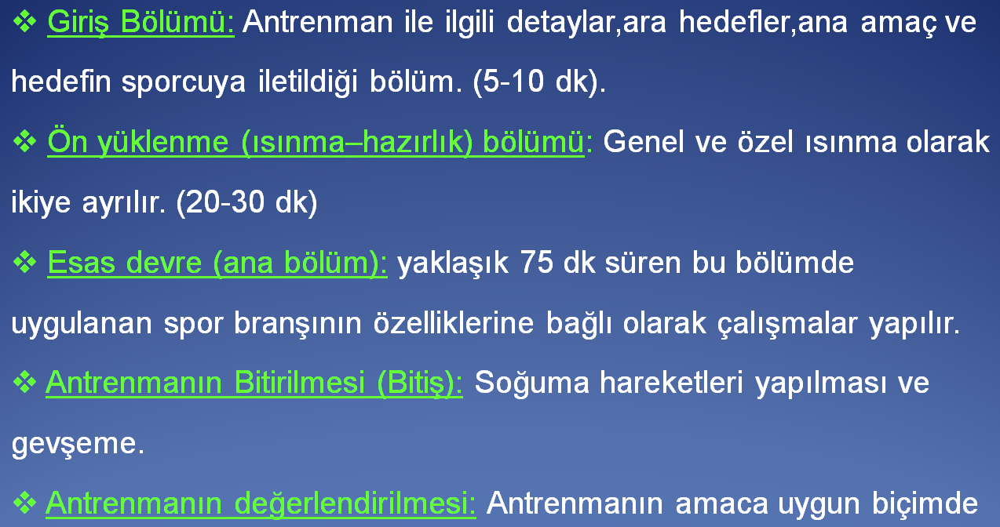 ❖ Giriş Bölümü: Antrenman ile ilgili detaylar,ara hedefler,ana amaç ve
hedefin sporcuya iletildiği bölüm. (5-10 dk).
❖ Ön yüklenme (ısınma–hazırlık) bölümü: Genel ve özel ısınma olarak
ikiye ayrılır. (20-30 dk)
❖ Esas devre (ana bölüm): yaklaşık 75 dk süren bu bölümde
uygulanan spor branşının özelliklerine bağlı olarak çalışmalar yapılır.
❖ Antrenmanın Bitirilmesi (Bitiş): Soğuma hareketleri yapılması ve
gevşeme.
❖ Antrenmanın değerlendirilmesi: Antrenmanın amaca uygun biçimde